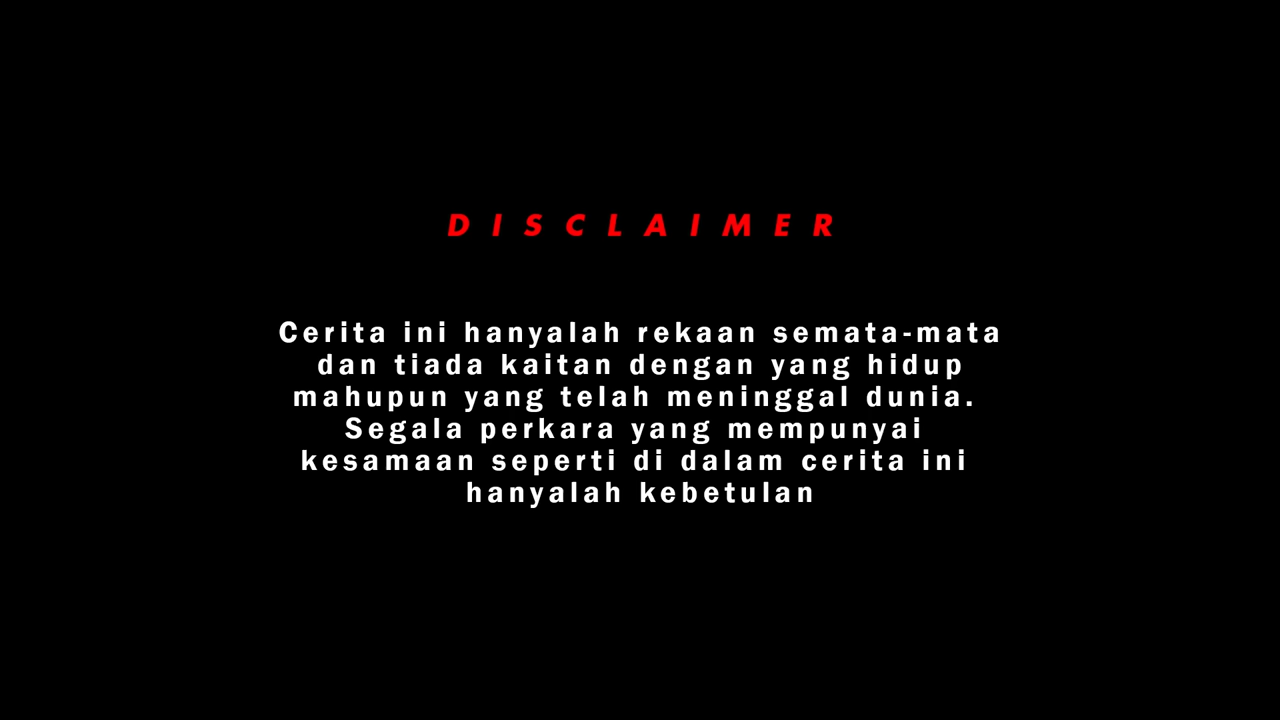 DISCLAIMER
Cerita ini hanyalah rekaan semata-mata
dan tiada kaitan dengan yang hidup
mahupun yang telah meninggal dunia.
Segala perkara yang mempunyai
kesamaan seperti di dalam cerita ini
hanyalah kebetulan